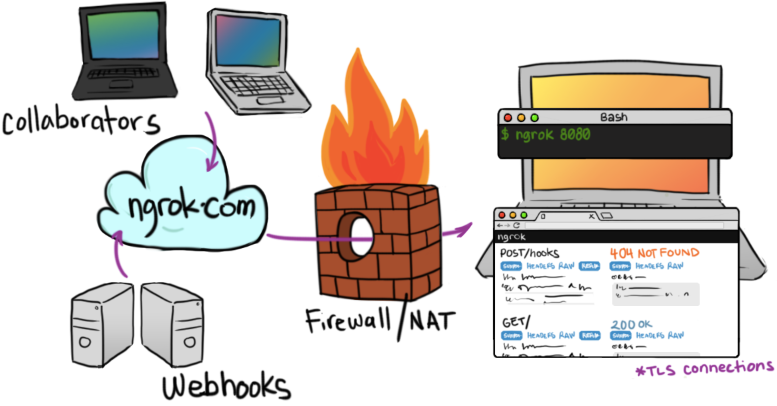 Collaborators
ngrok.com
Webhooks
Firewall/NAT
Bash
$ ngrok 8080
ngrok
POST/hooks
404 NOT FOUND
HEADERS RAW
HEADERS RAW
GET/
200 OK
HEADERS RAW
HEADERS RAW
*TLS connections